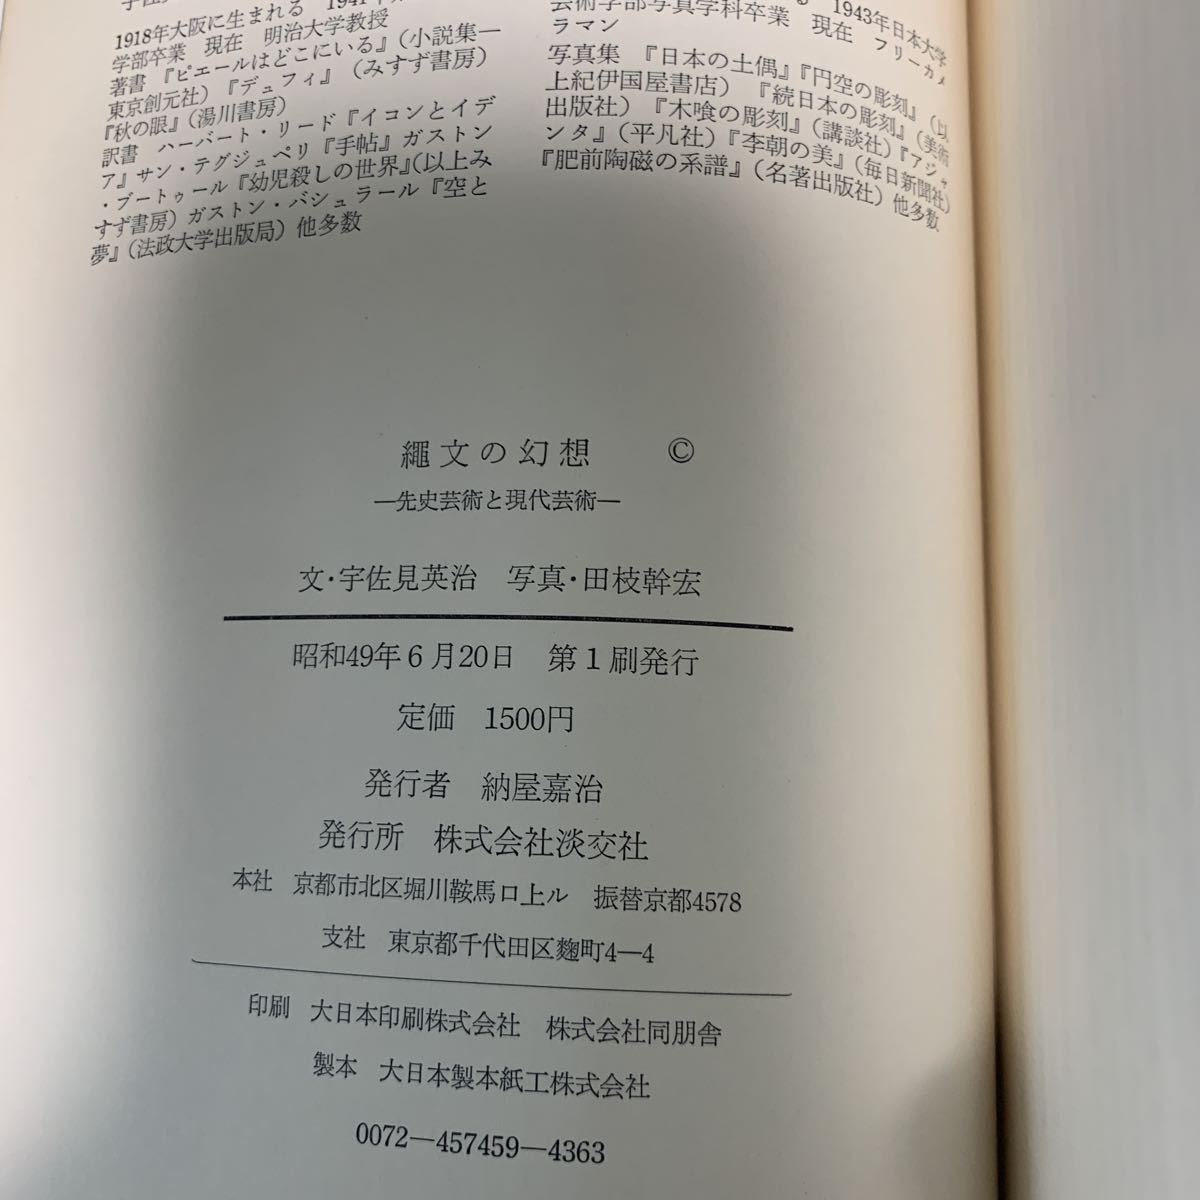 1918年大阪に生まれる 1941年
学部卒業 現在 明治大学教授
著書 『ピエールはどこにいる』(小説集―
東京創元社)『デュフィ』(みすず書房)
『秋の眼』(湯川書房)
訳書 ハーバート・リード『イコンとイデ
ア』サン・テグジュペリ『手帖』ガストン
・ブートゥール『幼児殺しの世界』(以上み
すず書房)ガストン・バシュラール『空と
夢』(法政大学出版局)他多数
1943年日本大学
芸術学部写真学科卒業 現在 フリーカメ
ラマン
写真集 『日本の土偶』『円空の彫刻』(以
上紀伊国屋書店)『続日本の彫刻』(美術
出版社)『木喰の彫刻』(講談社)『アジャ
ンタ』(平凡社)『李朝の美』(毎日新聞社)
『肥前陶磁の系譜』(名著出版社)他多数
繩文の幻想 ©
―先史芸術と現代芸術―
文・宇佐見英治 写真・田枝幹宏
昭和49年6月20日 第1刷発行
定価 1500円
発行者 納屋嘉治
発行所 株式会社淡交社
本社 京都市北区堀川鞍馬口上ル 振替京都4578
支社 東京都千代田区麴町4―4
印刷 大日本印刷株式会社 株式会社同朋舎
製本 大日本製本紙工株式会社
0072―457459―4363